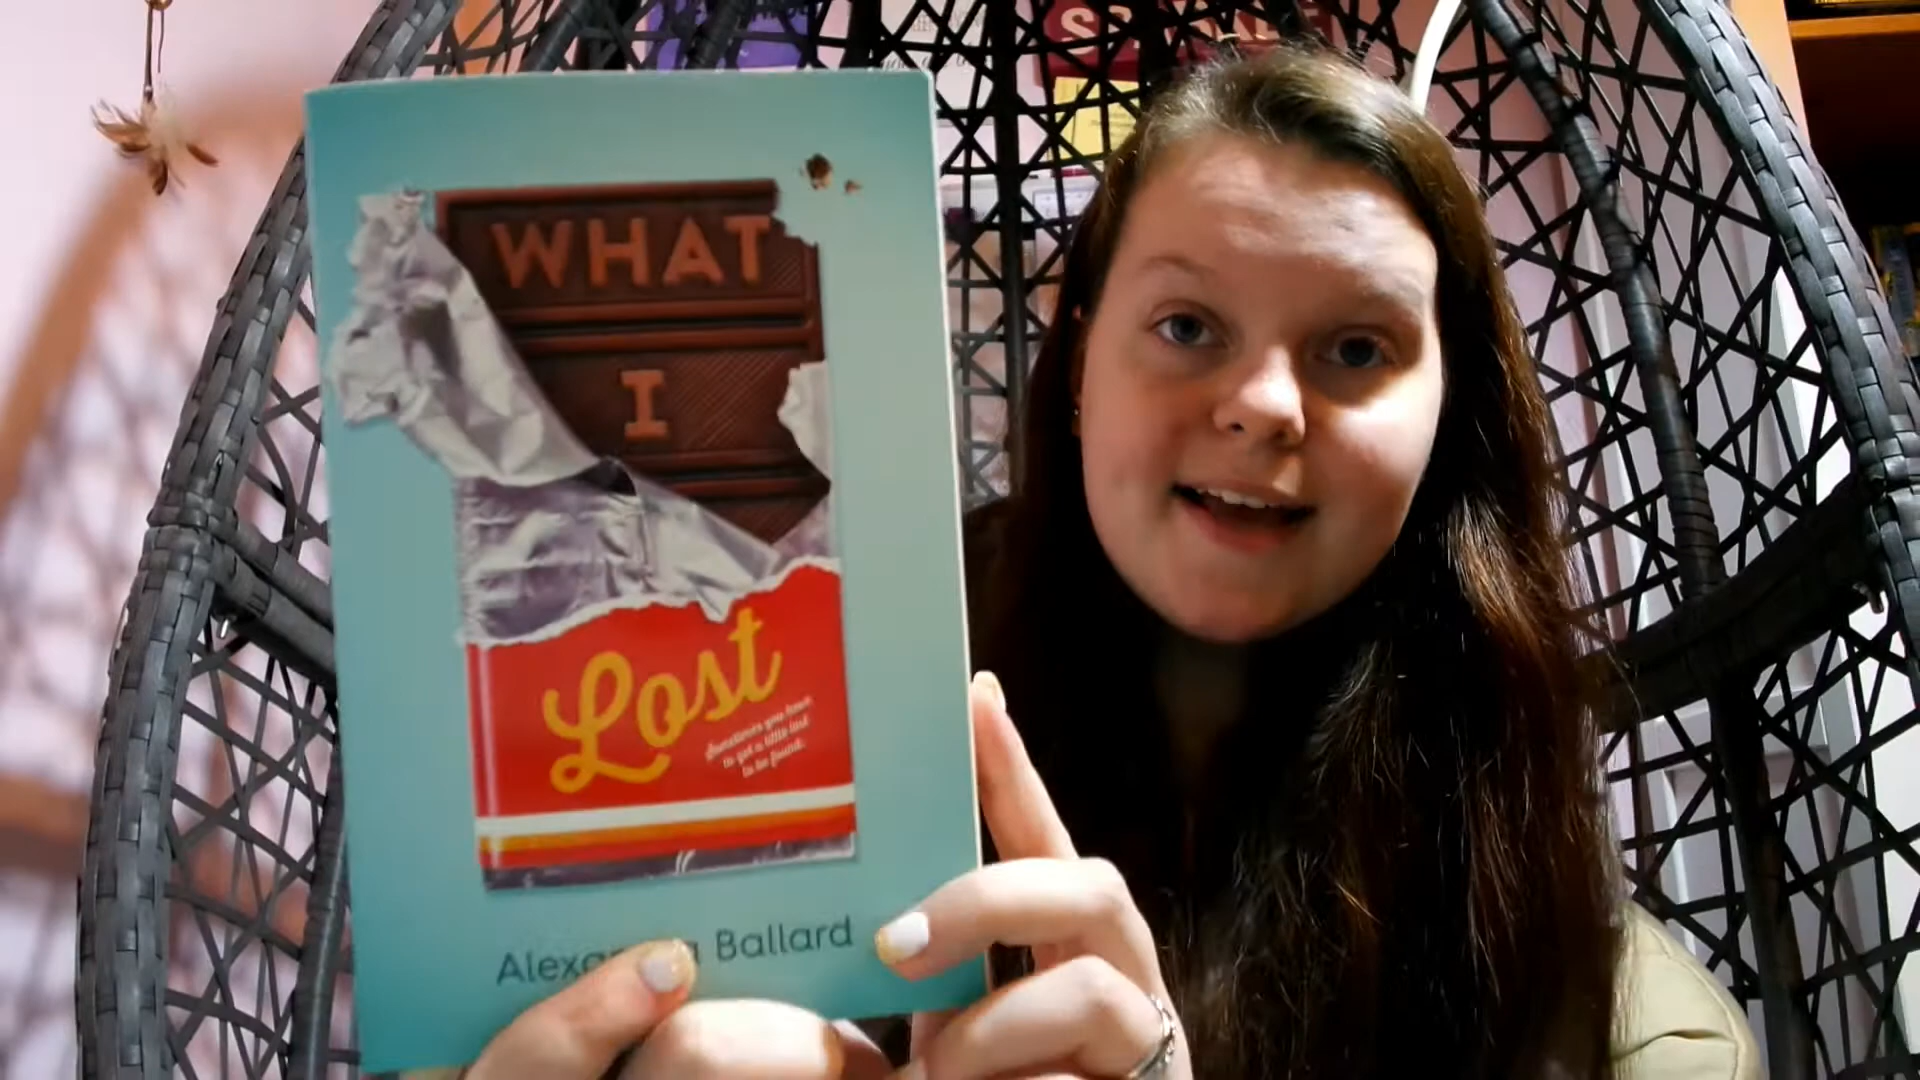 WHAT
I
Lost
Sometimes you have
to get a little lost
to be found.
Ballard